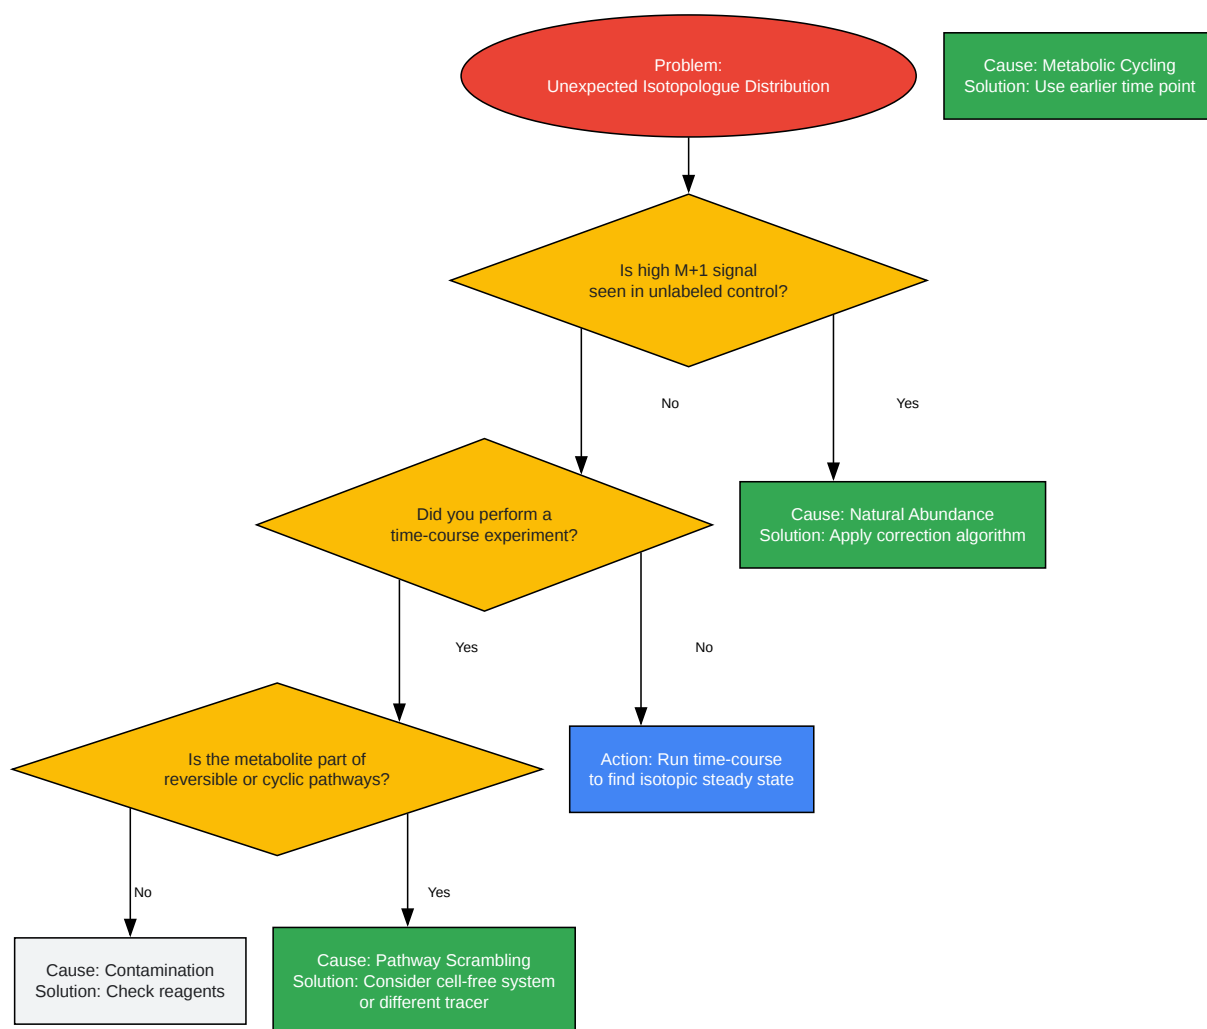 Problem:
Unexpected Isotopologue Distribution
Cause: Metabolic Cycling
Solution: Use earlier time point
Is high M+1 signal
seen in unlabeled control?
No
Yes
Did you perform a
time-course experiment?
Cause: Natural Abundance
Solution: Apply correction algorithm
Yes
No
Is the metabolite part of
reversible or cyclic pathways?
Action: Run time-course
to find isotopic steady state
No
Yes
Cause: Contamination
Solution: Check reagents
Cause: Pathway Scrambling
Solution: Consider cell-free system
or different tracer